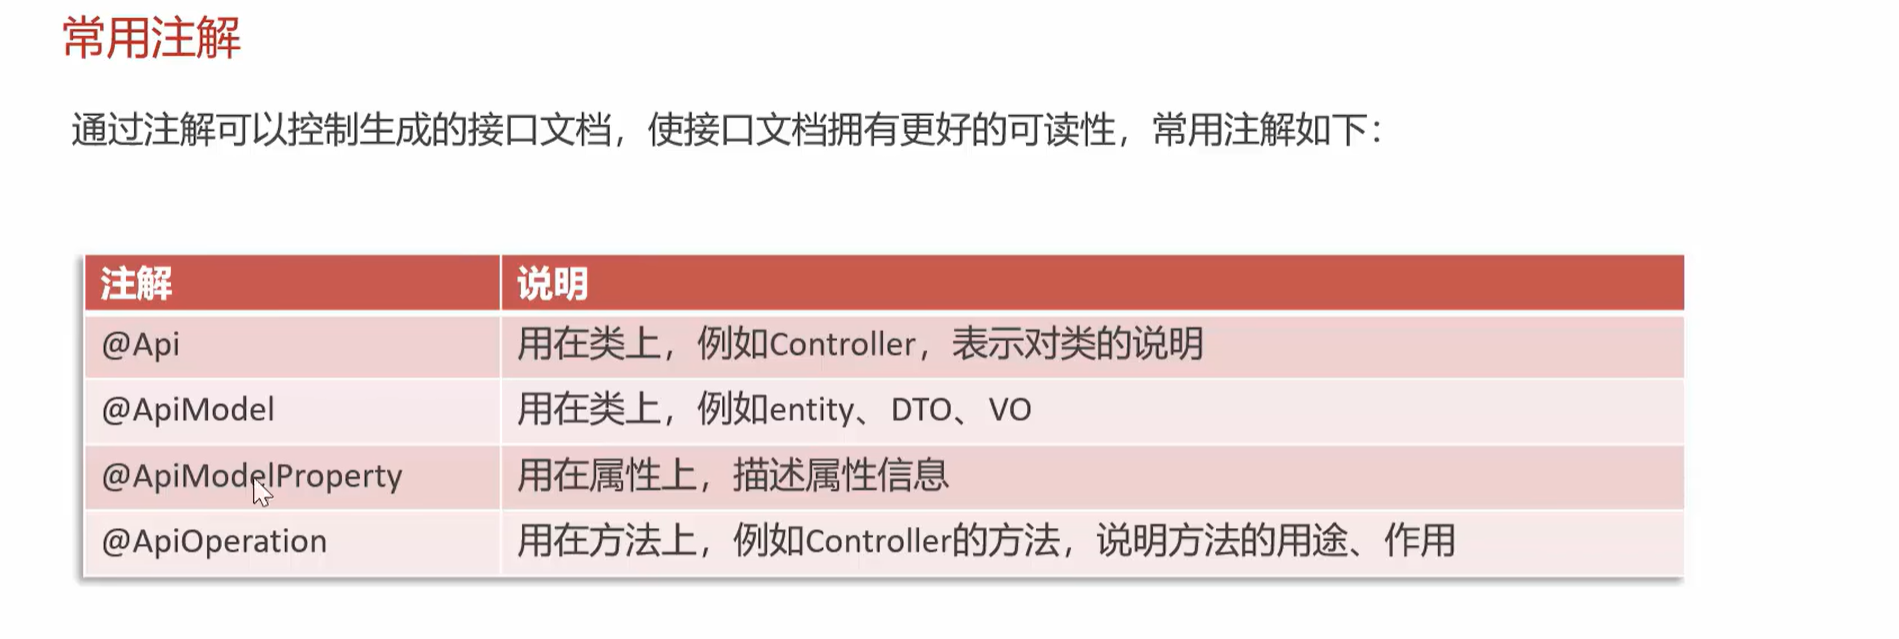 常用注解
通过注解可以控制生成的接口文档，使接口文档拥有更好的可读性，常用注解如下：
注解 说明
@Api 用在类上，例如Controller，表示对类的说明
@ApiModel 用在类上，例如entity、DTO、VO
@ApiModelProperty 用在属性上，描述属性信息
@ApiOperation 用在方法上，例如Controller的方法，说明方法的用途、作用